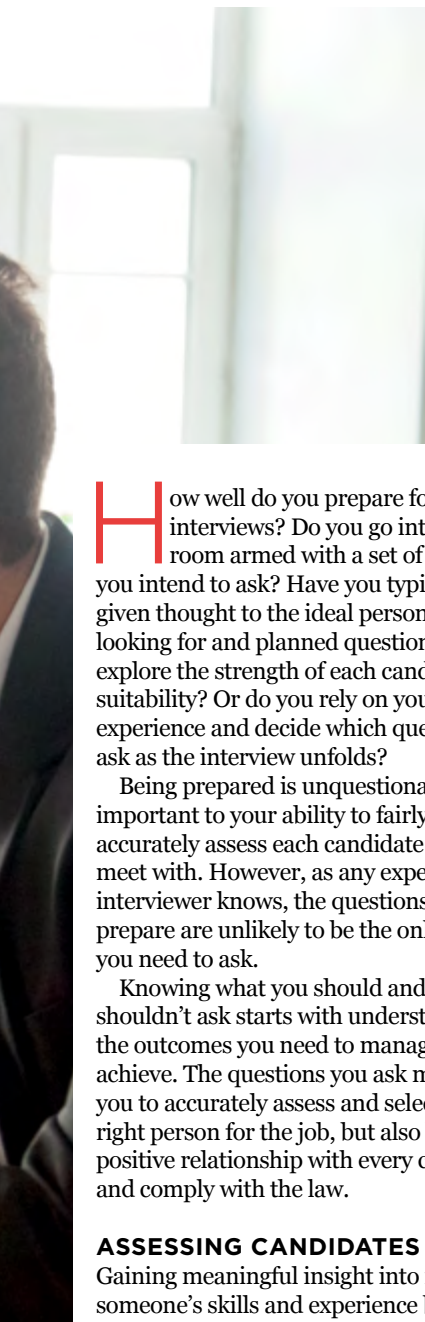 How well do you prepare fo
interviews? Do you go int
room armed with a set of
you intend to ask? Have you typi
given thought to the ideal person
looking for and planned question
explore the strength of each cand
suitability? Or do you rely on you
experience and decide which que
ask as the interview unfolds?
Being prepared is unquestiona
important to your ability to fairly
accurately assess each candidate
meet with. However, as any expe
interviewer knows, the questions
prepare are unlikely to be the onl
you need to ask.
Knowing what you should and
shouldn’t ask starts with underst
the outcomes you need to manag
achieve. The questions you ask m
you to accurately assess and selec
right person for the job, but also
positive relationship with every c
and comply with the law.
ASSESSING CANDIDATES
Gaining meaningful insight into
someone’s skills and experience